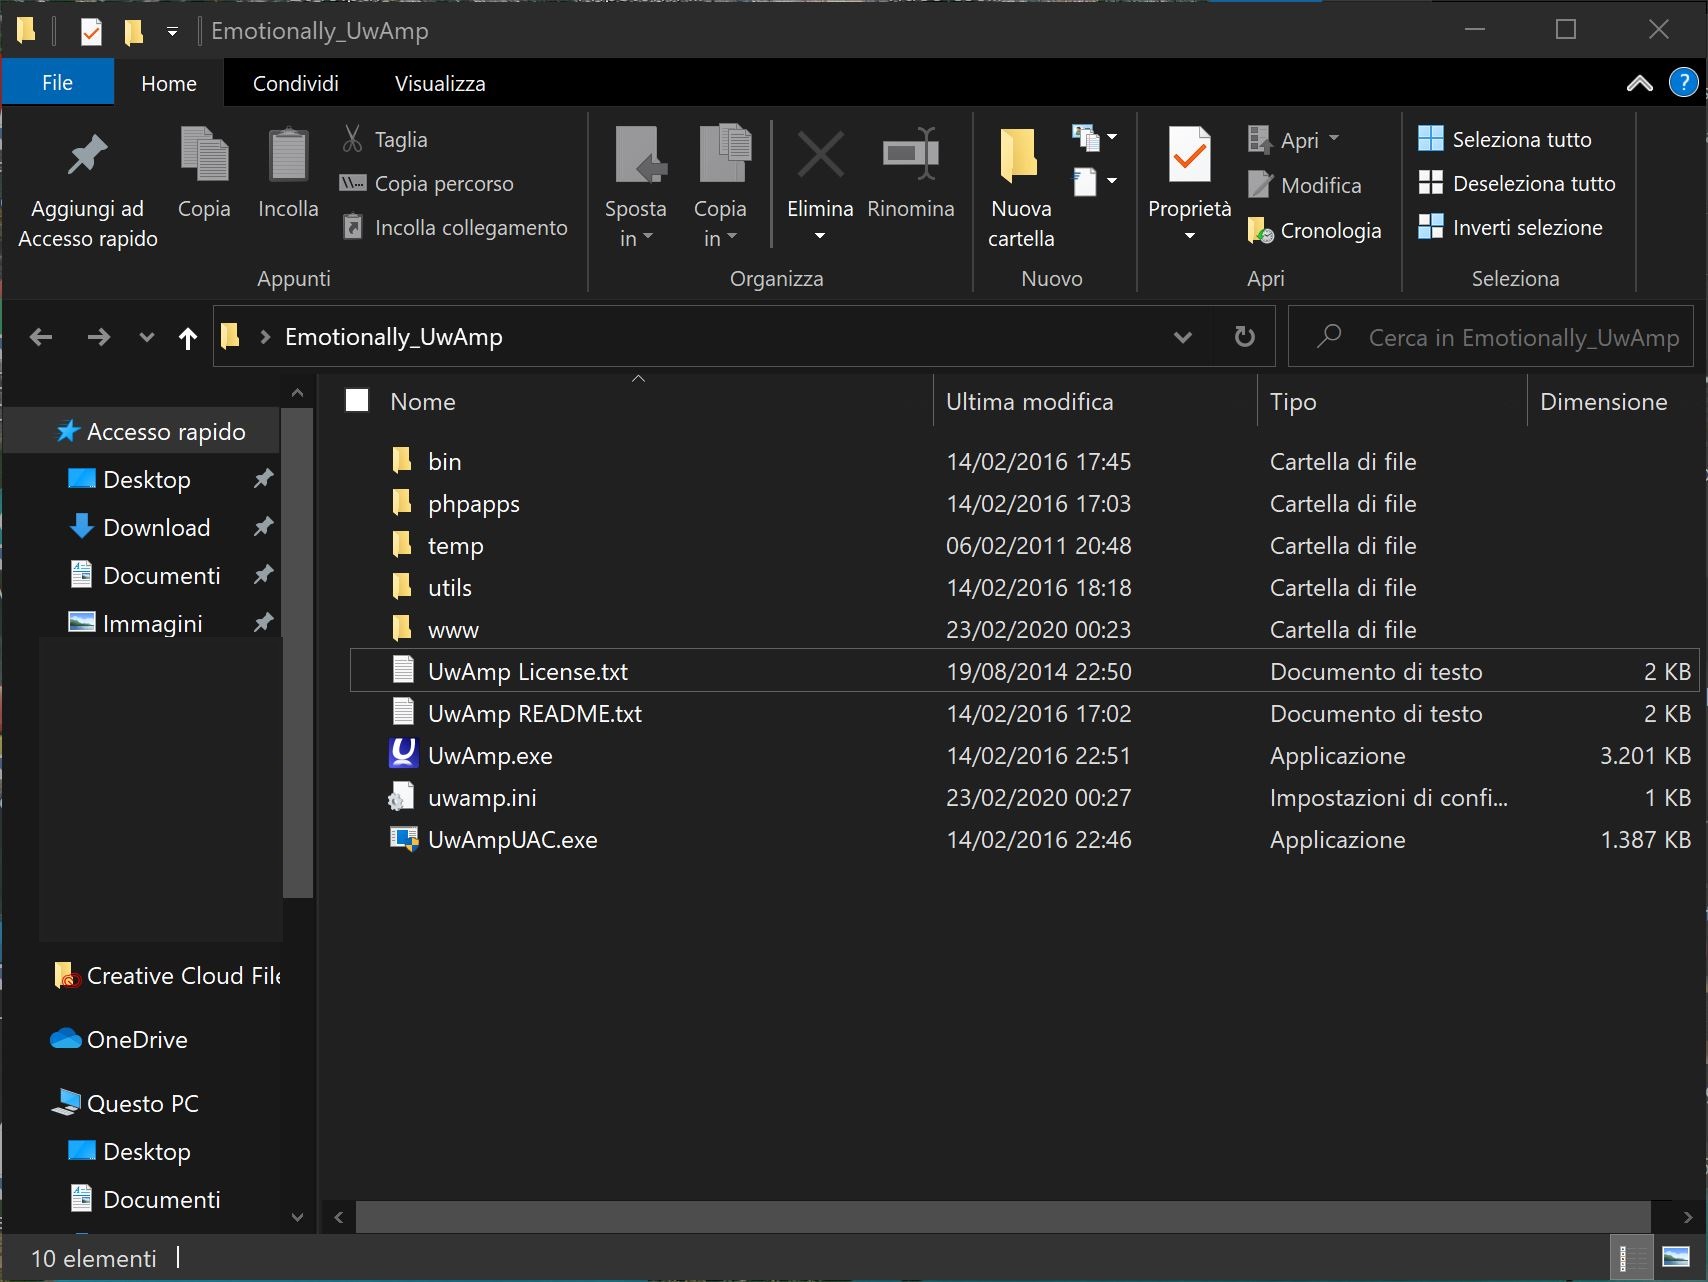 Emotionally_UwAmp
File Home Condividi Visualizza
?
Aggiungi ad
Accesso rapido
Copia
Incolla
Taglia
Copia percorso
Incolla collegamento
Appunti
Sposta
in
Copia
in
Elimina
Rinomina
Organizza
Nuova
cartella
Nuovo
Proprietà
Apri
Modifica
Cronologia
Apri
Seleziona tutto
Deseleziona tutto
Inverti selezione
Seleziona
Emotionally_UwAmp
Cerca in Emotionally_UwAmp
Accesso rapido
Desktop
Download
Documenti
Immagini
Creative Cloud File
OneDrive
Questo PC
Desktop
Documenti
Nome Ultima modifica Tipo Dimensione
bin 14/02/2016 17:45 Cartella di file
phpapps 14/02/2016 17:03 Cartella di file
temp 06/02/2011 20:48 Cartella di file
utils 14/02/2016 18:18 Cartella di file
www 23/02/2020 00:23 Cartella di file
UwAmp License.txt 19/08/2014 22:50 Documento di testo 2 KB
UwAmp README.txt 14/02/2016 17:02 Documento di testo 2 KB
UwAmp.exe 14/02/2016 22:51 Applicazione 3.201 KB
uwamp.ini 23/02/2020 00:27 Impostazioni di confi... 1 KB
UwAmpUAC.exe 14/02/2016 22:46 Applicazione 1.387 KB
10 elementi